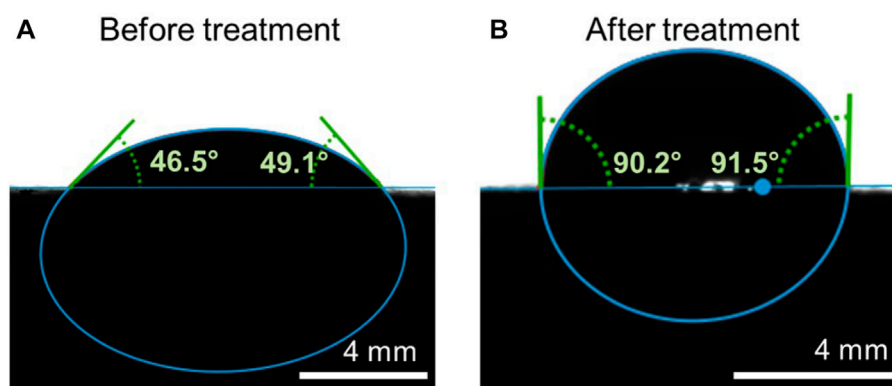 A
Before treatment
46.5°
49.1°
4 mm
B
After treatment
90.2°
91.5°
4 mm